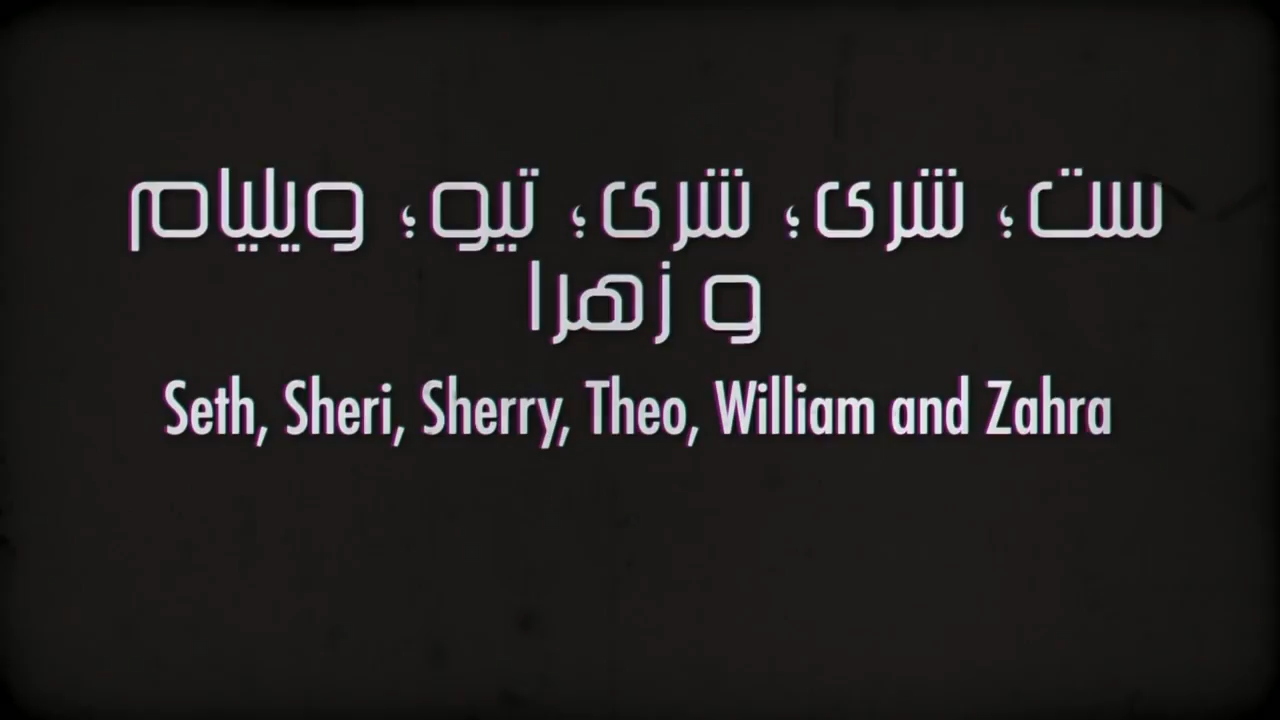 ست؛ شری؛ شری؛ تیو؛ ویلیام
و زهرا
Seth, Sheri, Sherry, Theo, William and Zahra